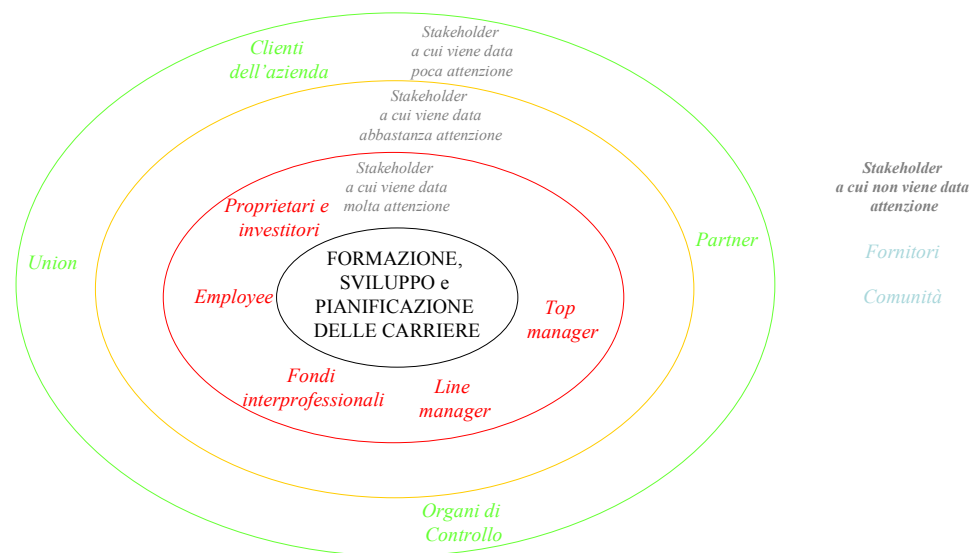 Clienti
dell'azienda
Stakeholder
a cui viene data
poca attenzione
Stakeholder
a cui viene data
abbastanza attenzione
Stakeholder
a cui viene data
molta attenzione
Proprietari e
investitori
Union
Employee
FORMAZIONE,
SVILUPPO e
PIANIFICAZIONE
DELLE CARRIERE
Top
manager
Partner
Fondi
interprofessionali
Line
manager
Organi di
Controllo
Stakeholder
a cui non viene data
attenzione
Fornitori
Comunità